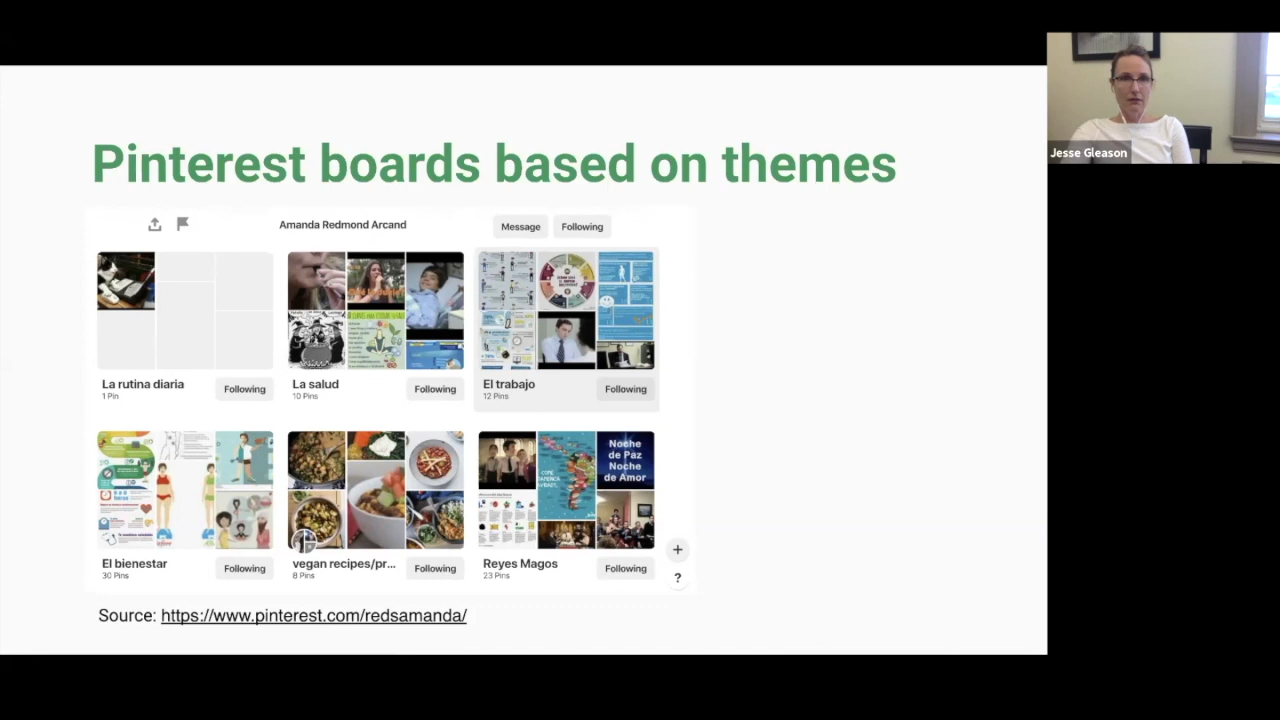 Pinterest boards based on themes
Jesse Gleason
Amanda Redmond Arcand
Message
Following
La rutina diaria
1 Pin
Following
La salud
10 Pins
Following
El trabajo
12 Pins
Following
Noche
de Paz
Noche
de Amor
El bienestar
30 Pins
Following
vegan recipes/pr...
8 Pins
Following
Reyes Magos
23 Pins
Following
+
?
Source: https://www.pinterest.com/redsamanda/